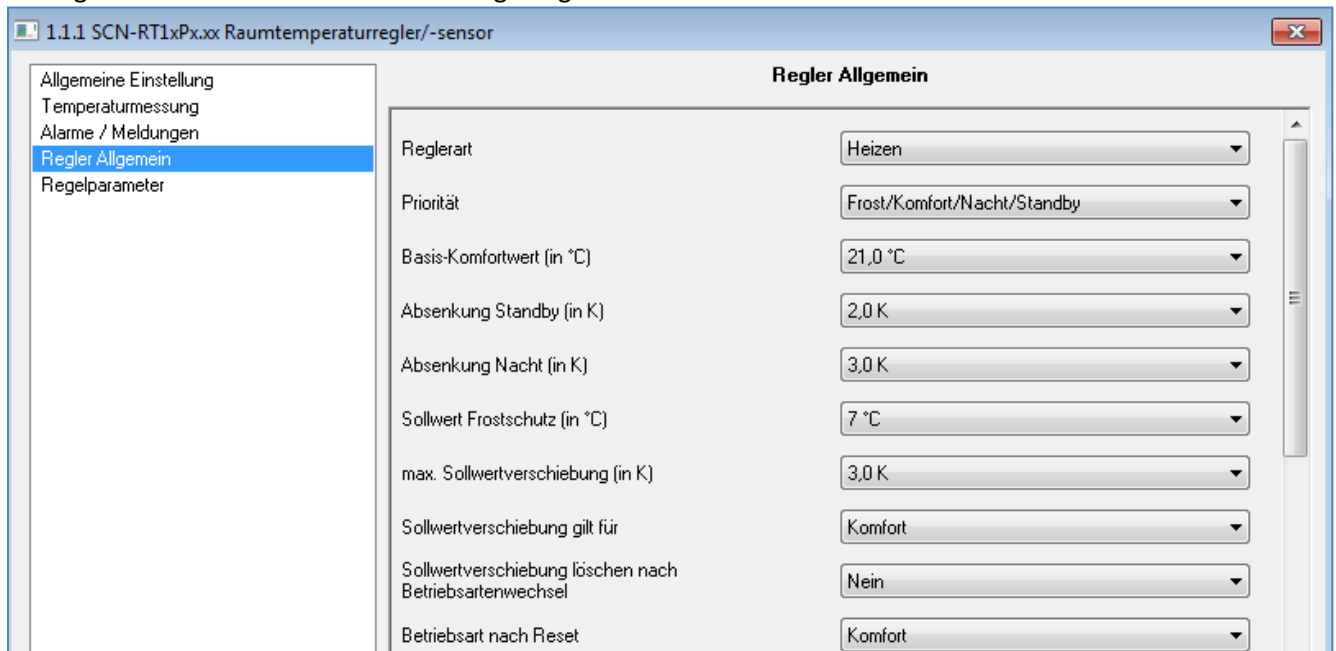 1.1.1 SCN-RT1xPx.xx Raumtemperaturregler/-sensor
Allgemeine Einstellung
Temperaturmessung
Alarme / Meldungen
Regler Allgemein
Regelparameter
Regler Allgemein
Reglerart Heizen
Priorität Frost/Komfort/Nacht/Standby
Basis-Komfortwert (in °C) 21,0 °C
Absenkung Standby (in K) 2,0 K
Absenkung Nacht (in K) 3,0 K
Sollwert Frostschutz (in °C) 7 °C
max. Sollwertverschiebung (in K) 3,0 K
Sollwertverschiebung gilt für Komfort
Sollwertverschiebung löschen nach
Betriebsartenwechsel Nein
Betriebsart nach Reset Komfort